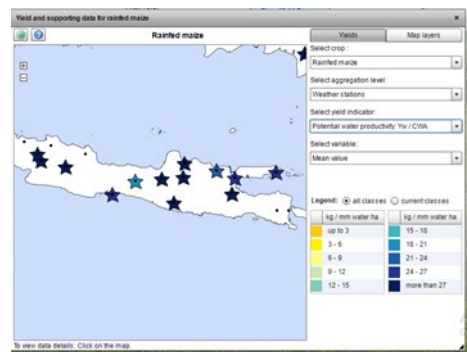 Yield and supporting data for rainfed maize
Rainfed maize
Yields
Map layers
Select crop:
Rainfed maize
Select aggregation level:
Weather stations
Select yield indicator:
Potential water productivity: Yw / CWA
Select variable:
Mean value
Legend: all classes current classes
kg / mm water ha
kg / mm water ha
up to 3
15 - 18
3 - 6
18 - 21
6 - 9
21 - 24
9 - 12
24 - 27
12 - 15
more than 27
To view data details: Click on the map.